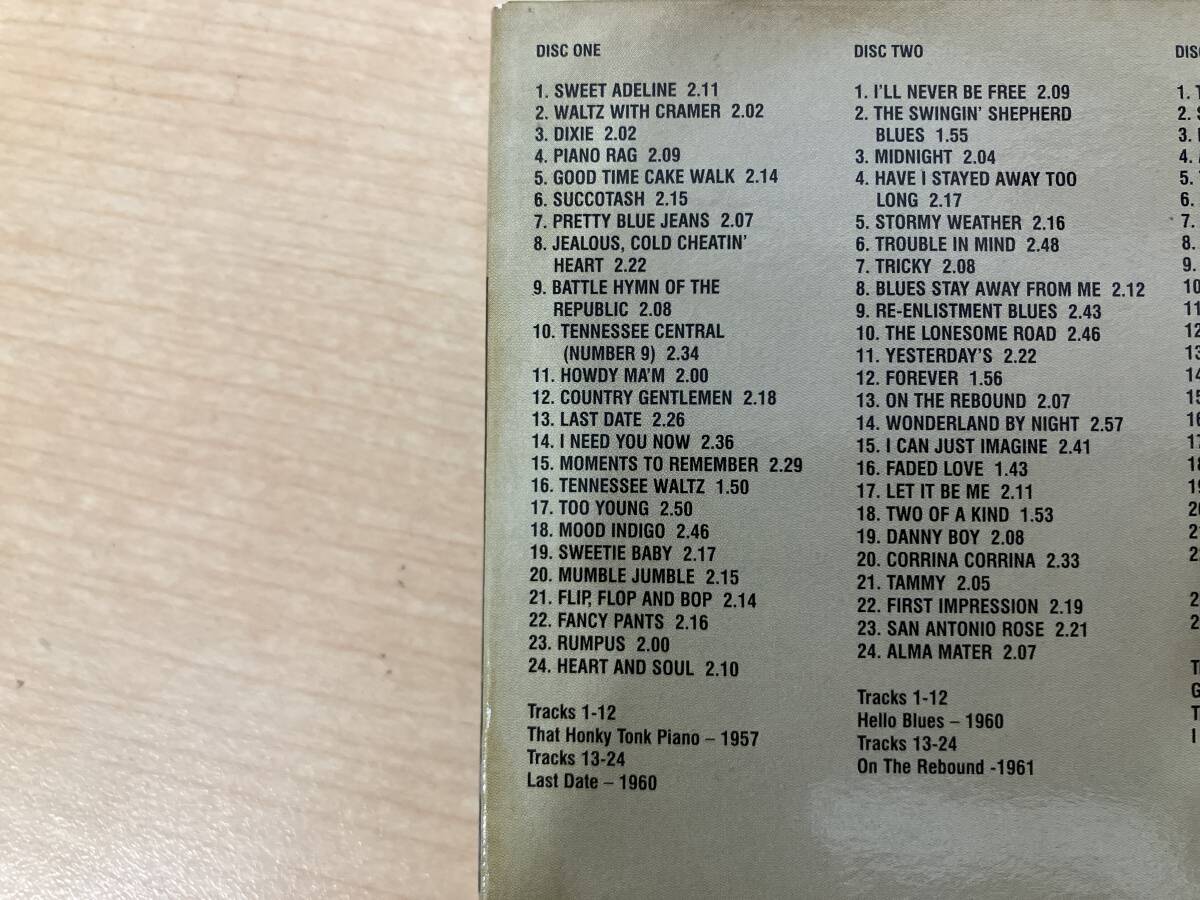 DISC ONE
1. SWEET ADELINE 2.11
2. WALTZ WITH CRAMER 2.02
3. DIXIE 2.02
4. PIANO RAG 2.09
5. GOOD TIME CAKE WALK 2.14
6. SUCCOTASH 2.15
7. PRETTY BLUE JEANS 2.07
8. JEALOUS, COLD CHEATIN'
HEART 2.22
9. BATTLE HYMN OF THE
REPUBLIC 2.08
10. TENNESSEE CENTRAL
(NUMBER 9) 2.34
11. HOWDY MA'M 2.00
12. COUNTRY GENTLEMEN 2.18
13. LAST DATE 2.26
14. I NEED YOU NOW 2.36
15. MOMENTS TO REMEMBER 2.29
16. TENNESSEE WALTZ 1.50
17. TOO YOUNG 2.50
18. MOOD INDIGO 2.46
19. SWEETIE BABY 2.17
20. MUMBLE JUMBLE 2.15
21. FLIP, FLOP AND BOP 2.14
22. FANCY PANTS 2.16
23. RUMPUS 2.00
24. HEART AND SOUL 2.10
Tracks 1-12
That Honky Tonk Piano – 1957
Tracks 13-24
Last Date – 1960
DISC TWO
1. I'LL NEVER BE FREE 2.09
2. THE SWINGIN' SHEPHERD
BLUES 1.55
3. MIDNIGHT 2.04
4. HAVE I STAYED AWAY TOO
LONG 2.17
5. STORMY WEATHER 2.16
6. TROUBLE IN MIND 2.48
7. TRICKY 2.08
8. BLUES STAY AWAY FROM ME 2.12
9. RE-ENLISTMENT BLUES 2.43
10. THE LONESOME ROAD 2.46
11. YESTERDAY'S 2.22
12. FOREVER 1.56
13. ON THE REBOUND 2.07
14. WONDERLAND BY NIGHT 2.57
15. I CAN JUST IMAGINE 2.41
16. FADED LOVE 1.43
17. LET IT BE ME 2.11
18. TWO OF A KIND 1.53
19. DANNY BOY 2.08
20. CORRINA CORRINA 2.33
21. TAMMY 2.05
22. FIRST IMPRESSION 2.19
23. SAN ANTONIO ROSE 2.21
24. ALMA MATER 2.07
Tracks 1-12
Hello Blues – 1960
Tracks 13-24
On The Rebound -1961
1.
2.
3.
4.
5.
6.
7.
8.
9.
10
11
12